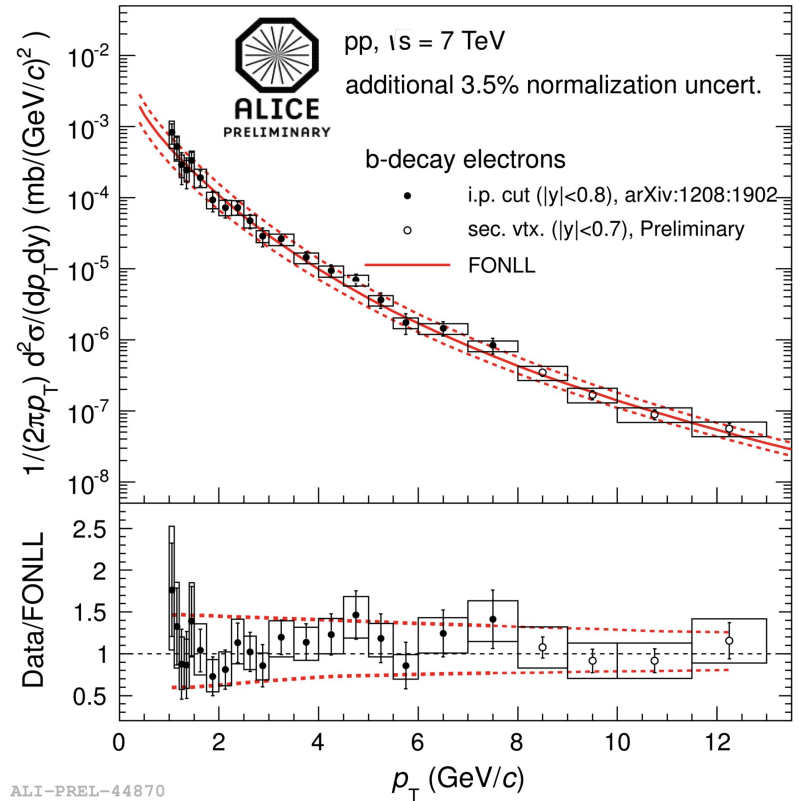 10⁻²
10⁻³
10⁻⁴
10⁻⁵
10⁻⁶
10⁻⁷
10⁻⁸
1/(2πp_T) d²σ/(dp_Tdy) (mb/(GeV/c)²)
ALICE
PRELIMINARY
pp, √s = 7 TeV
additional 3.5% normalization uncert.
b-decay electrons
i.p. cut (|y|<0.8), arXiv:1208:1902
sec. vtx. (|y|<0.7), Preliminary
FONLL
Data/FONLL
2.5
2
1.5
1
0.5
0 2 4 6 8 10 12
p_T (GeV/c)
ALI-PREL-44870